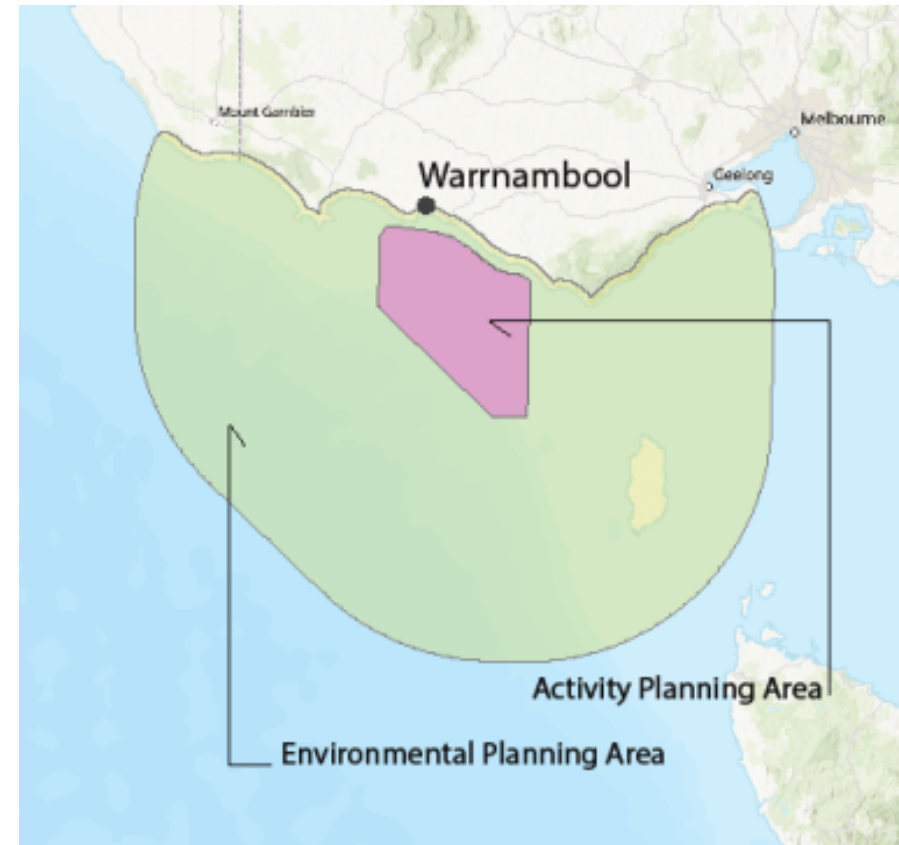 Mount Gambier
Melbourne
Warrnambool
Geelong
Activity Planning Area
Environmental Planning Area